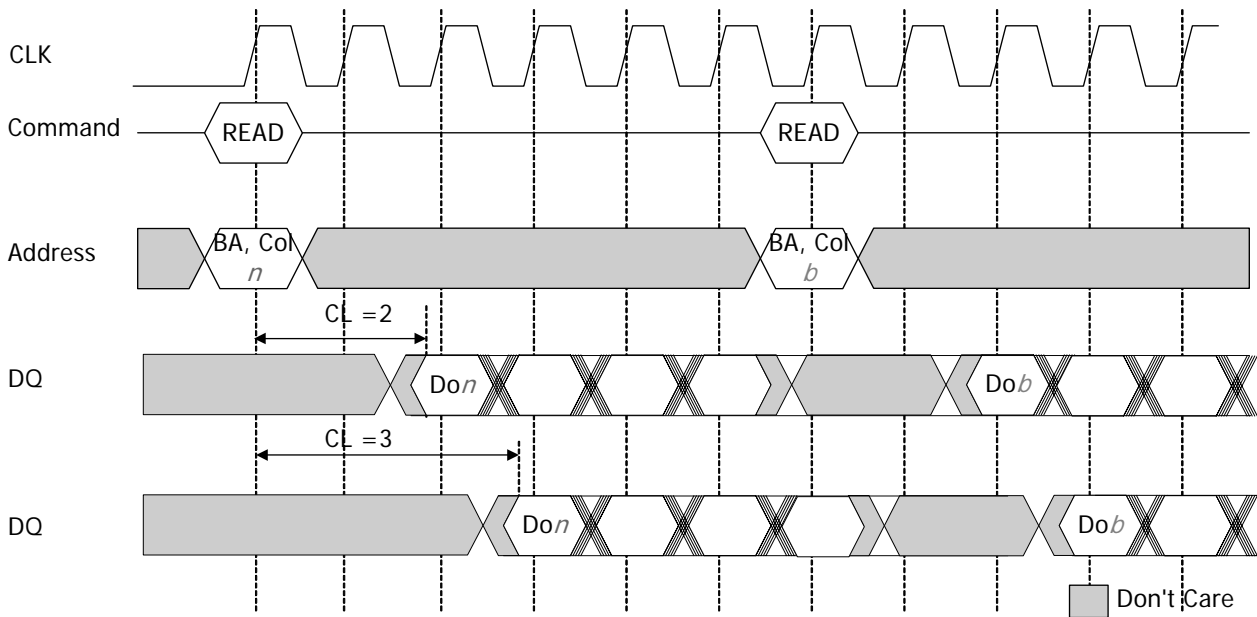 CLK
Command
READ
READ
Address
BA, Col
n
BA, Col
b
CL =2
DQ
Don
Dob
CL =3
DQ
Don
Dob
Don't Care